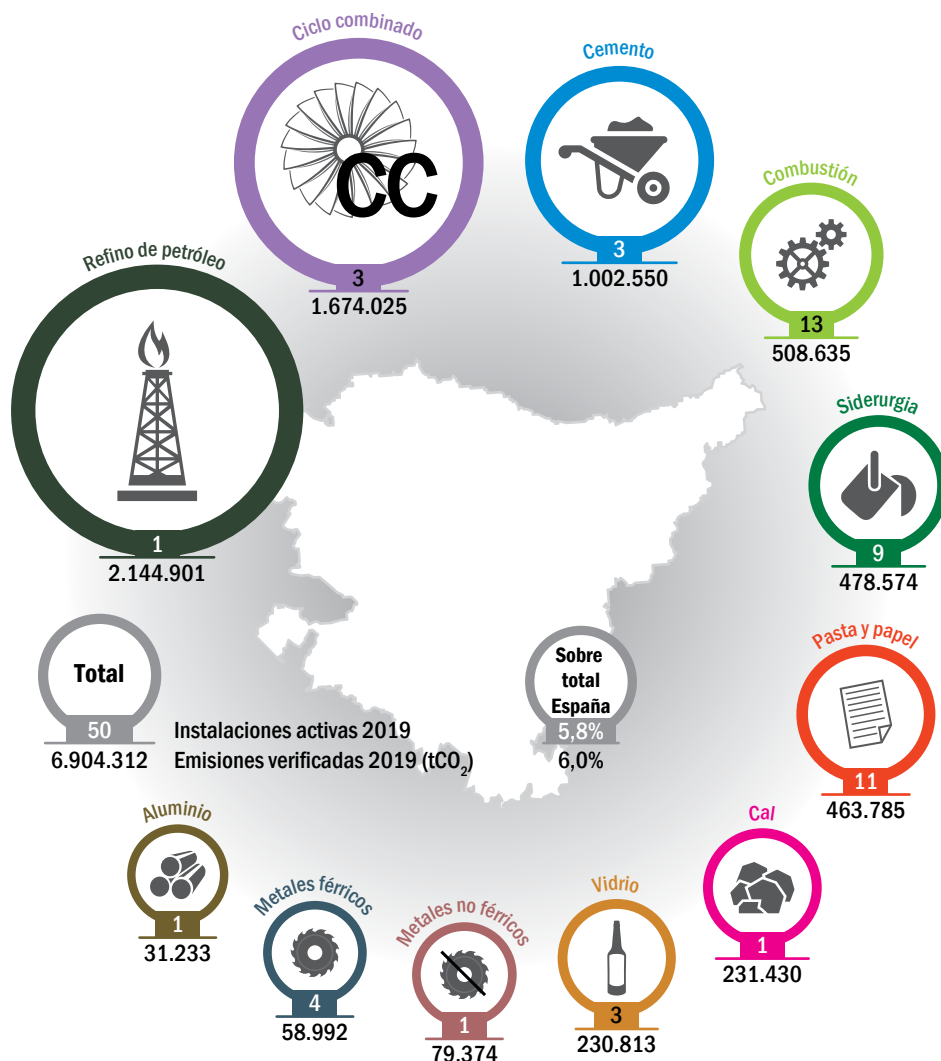 Ciclo combinado
CC
3
1.674.025
Cemento
3
1.002.550
Combustión
13
508.635
Refino de petróleo
1
2.144.901
Siderurgia
9
478.574
Pasta y papel
11
463.785
Total
50
6.904.312
Instalaciones activas 2019
Emisiones verificadas 2019 (tCO₂)
Sobre
total
España
5,8%
6,0%
Aluminio
1
31.233
Metales férricos
4
58.992
Metales no férricos
1
79.374
Vidrio
3
230.813
Cal
1
231.430